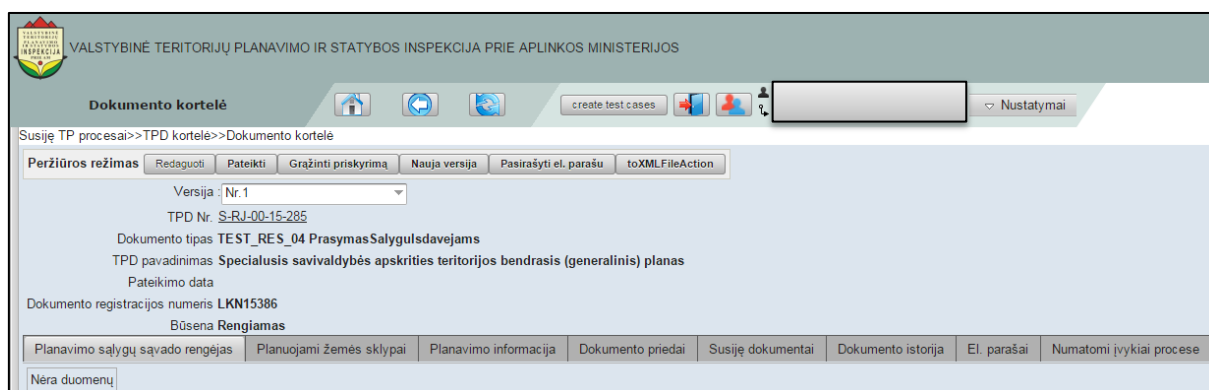 VALSTYBINĖ TERITORIJŲ PLANAVIMO IR STATYBOS INSPEKCIJA PRIE APLINKOS MINISTERIJOS
Dokumento kortelė create test cases Nustatymai
Susiję TP procesai>>TPD kortelė>>Dokumento kortelė
Peržiūros režimas Redaguoti Pateikti Grąžinti priskyrimą Nauja versija Pasirašyti el. parašu toXMLFileAction
Versija : Nr.1
TPD Nr. S-RJ-00-15-285
Dokumento tipas TEST_RES_04 PrasymasSalyguIsdavejams
TPD pavadinimas Specialusis savivaldybės apskrities teritorijos bendrasis (generalinis) planas
Pateikimo data
Dokumento registracijos numeris LKN15386
Būsena Rengiamas
Planavimo sąlygų sąvado rengėjas Planuojami žemės sklypai Planavimo informacija Dokumento priedai Susiję dokumentai Dokumento istorija El. parašai Numatomi įvykiai procese
Nėra duomenų